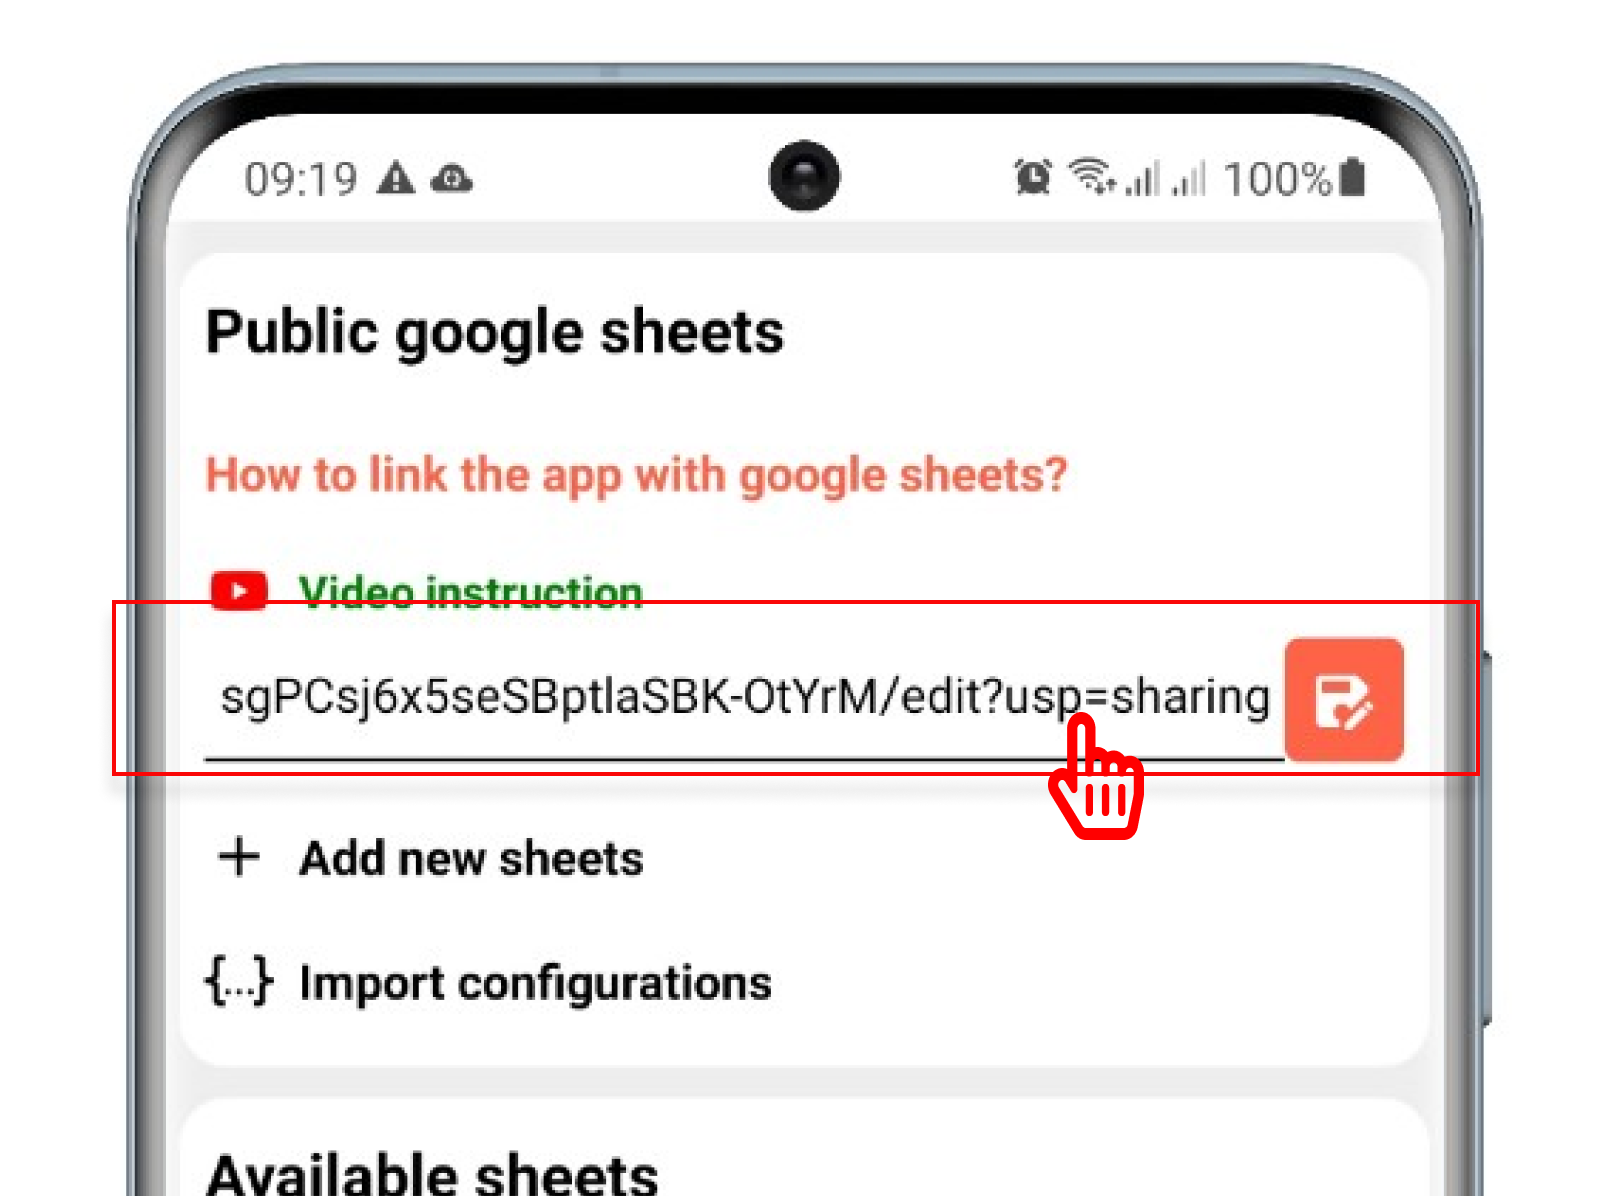 09:19 100%
Public google sheets
How to link the app with google sheets?
Video instruction
sgPCsj6x5seSBptlaSBK-OtYrM/edit?usp=sharing
+ Add new sheets
{...} Import configurations
Available sheets